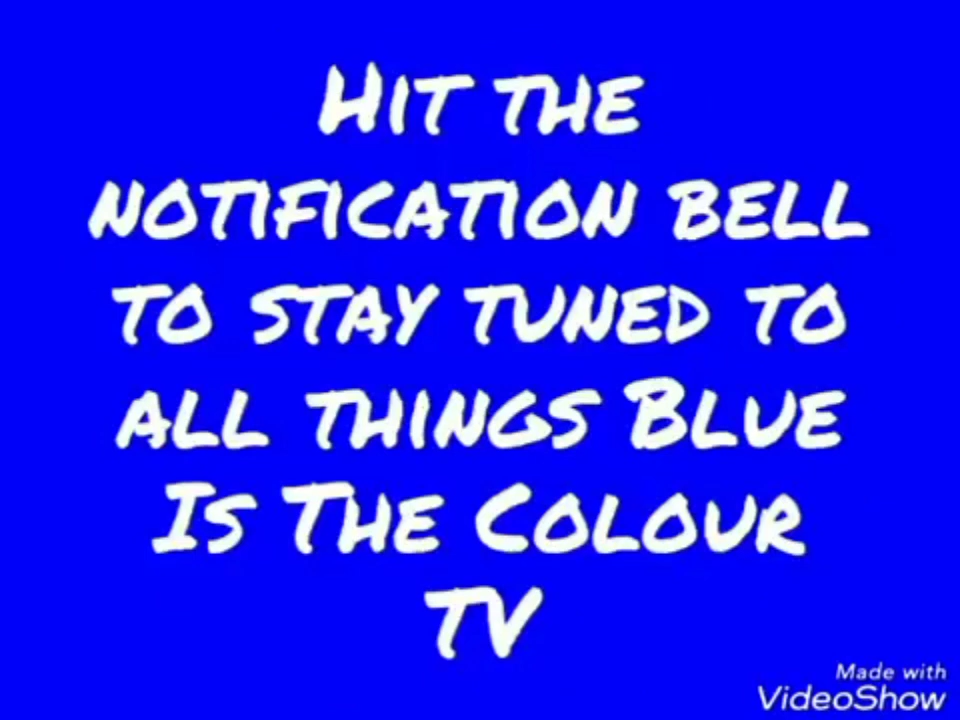 Hit the
notification bell
to stay tuned to
all things Blue
Is The Colour
TV
Made with
VideoShow